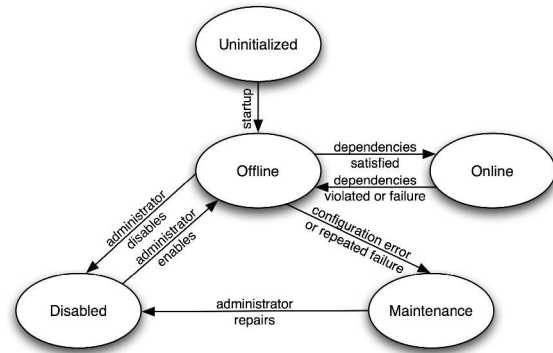 Uninitialized
startup
Offline
dependencies
satisfied
dependencies
violated or failure
Online
administrator
disables
administrator
enables
configuration error
or repeated failure
Disabled
administrator
repairs
Maintenance